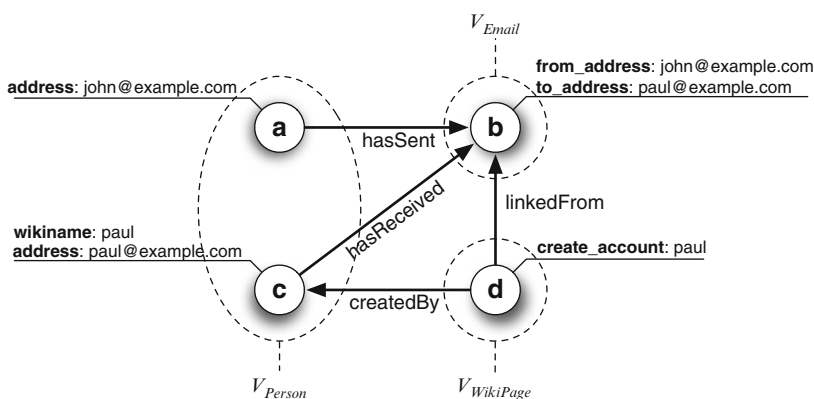 V_Email
address: john@example.com
from_address: john@example.com
to_address: paul@example.com
a
b
hasSent
hasReceived
linkedFrom
wikiname: paul
address: paul@example.com
create_account: paul
c
d
createdBy
V_Person
V_WikiPage